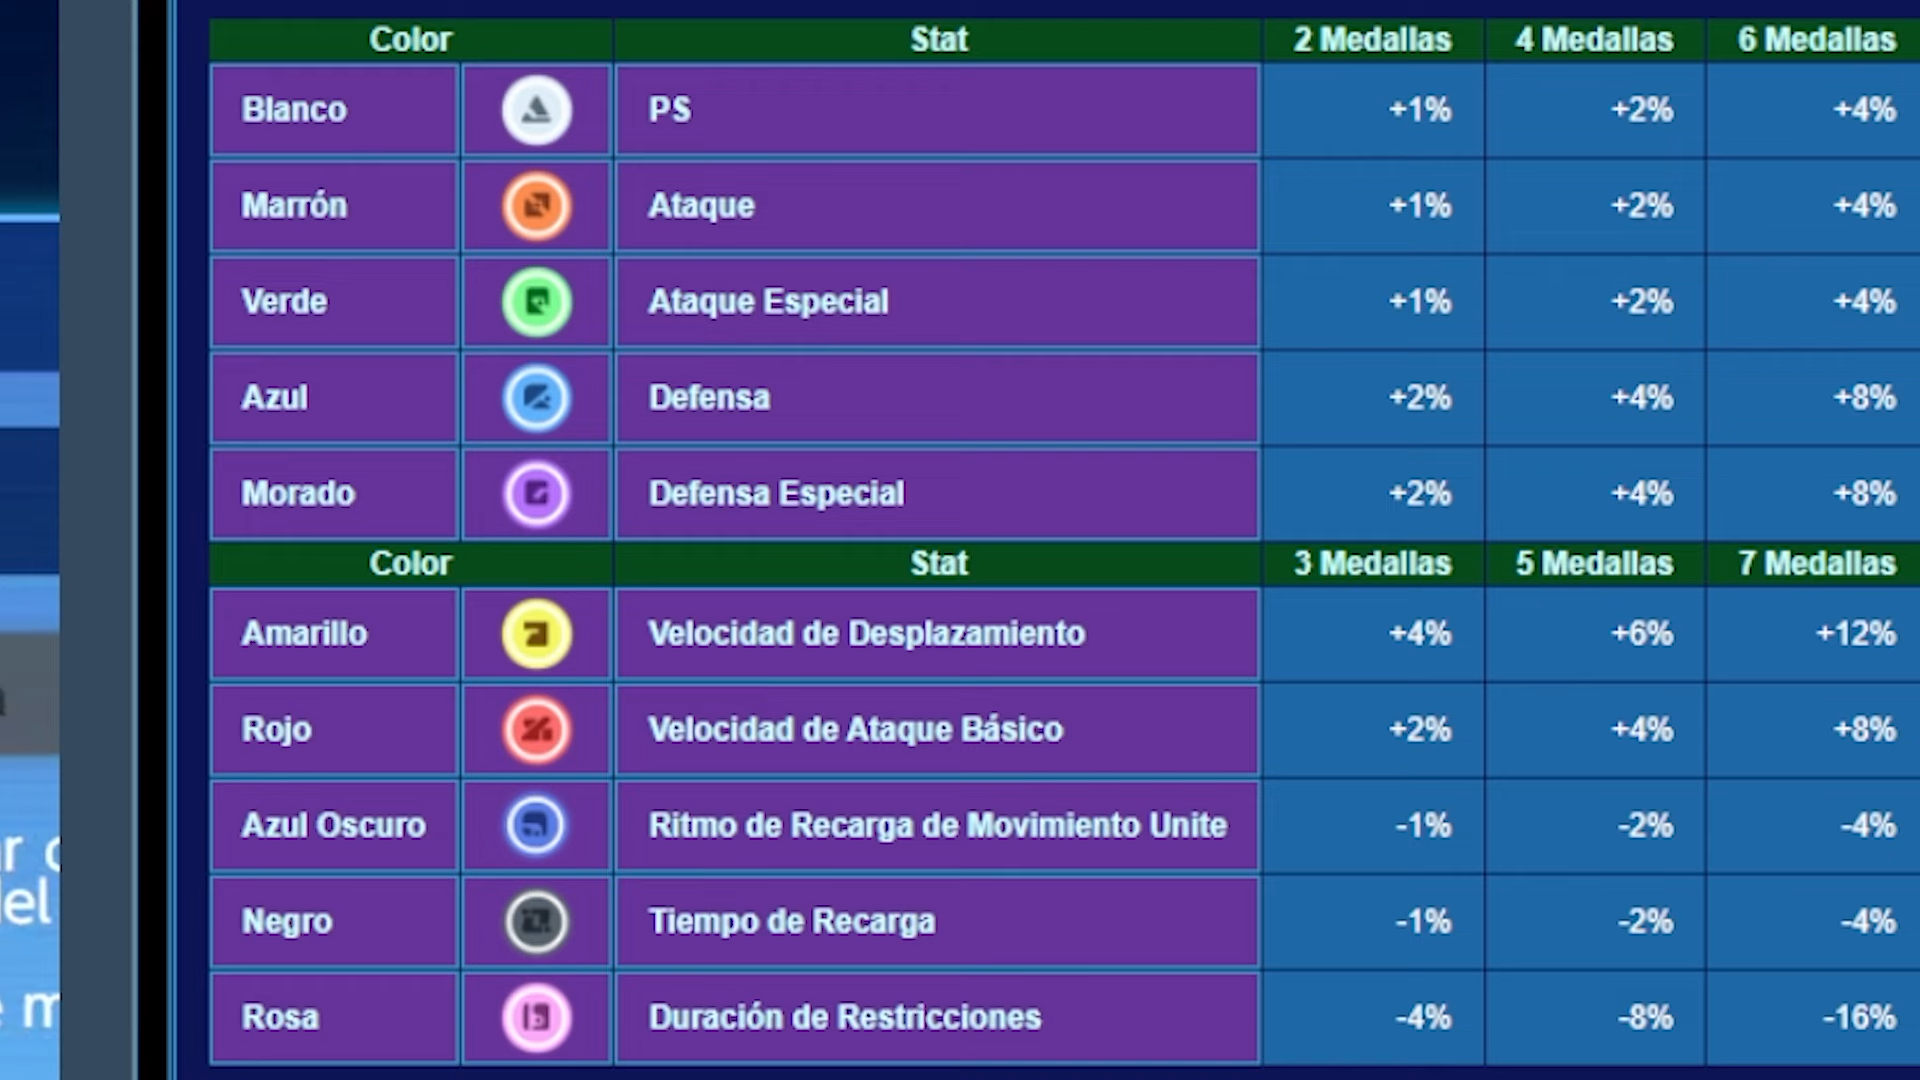 Color Stat 2 Medallas 4 Medallas 6 Medallas
Blanco PS +1% +2% +4%
Marrón Ataque +1% +2% +4%
Verde Ataque Especial +1% +2% +4%
Azul Defensa +2% +4% +8%
Morado Defensa Especial +2% +4% +8%
Color Stat 3 Medallas 5 Medallas 7 Medallas
Amarillo Velocidad de Desplazamiento +4% +6% +12%
Rojo Velocidad de Ataque Básico +2% +4% +8%
Azul Oscuro Ritmo de Recarga de Movimiento Unite -1% -2% -4%
Negro Tiempo de Recarga -1% -2% -4%
Rosa Duración de Restricciones -4% -8% -16%